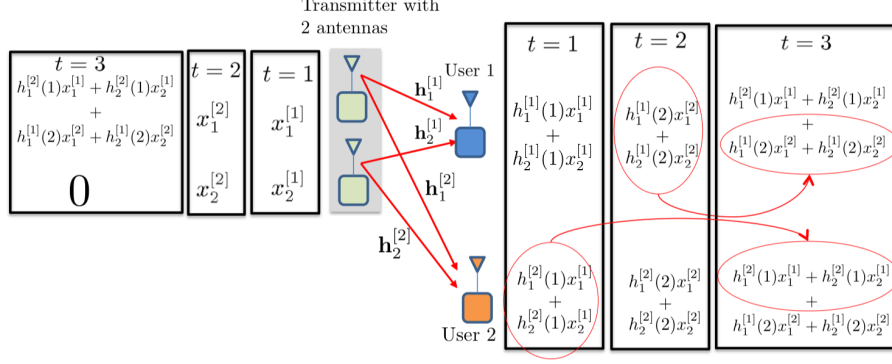 Transmitter with
2 antennas
t = 3
h_1^{[2]}(1)x_1^{[1]} + h_2^{[2]}(1)x_2^{[1]}
+
h_1^{[1]}(2)x_1^{[2]} + h_2^{[1]}(2)x_2^{[2]}
0
t = 2
x_1^{[2]}
x_2^{[2]}
t = 1
x_1^{[1]}
x_2^{[1]}
h_1^{[1]}
h_2^{[1]}
h_1^{[2]}
h_2^{[2]}
User 1
User 2
t = 1
h_1^{[1]}(1)x_1^{[1]}
+
h_2^{[1]}(1)x_2^{[1]}
h_1^{[2]}(1)x_1^{[1]}
+
h_2^{[2]}(1)x_2^{[1]}
t = 2
h_1^{[1]}(2)x_1^{[2]}
+
h_2^{[1]}(2)x_2^{[2]}
h_1^{[2]}(2)x_1^{[2]}
+
h_2^{[2]}(2)x_2^{[2]}
t = 3
h_1^{[2]}(1)x_1^{[1]} + h_2^{[2]}(1)x_2^{[1]}
+
h_1^{[1]}(2)x_1^{[2]} + h_2^{[1]}(2)x_2^{[2]}
h_1^{[2]}(1)x_1^{[1]} + h_2^{[2]}(1)x_2^{[1]}
+
h_1^{[1]}(2)x_1^{[2]} + h_2^{[1]}(2)x_2^{[2]}